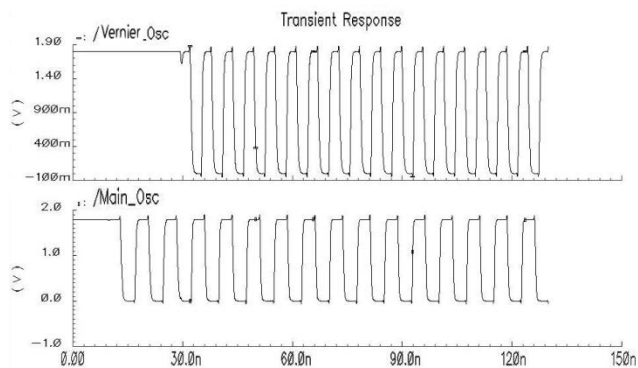 Transient Response
-: /Vernier_Osc
1.90
1.40
900m
400m
-100m
(V)
: /Main_Osc
2.0
1.0
0.0
-1.0
(V)
0.00 30.0n 60.0n 90.0n 120n 150n